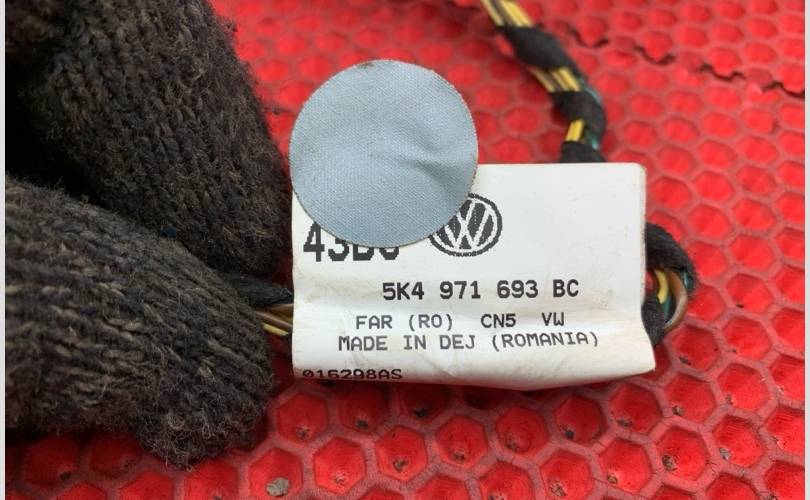 5K4 971 693 BC
FAR (RO) CN5 VW
MADE IN DEJ (ROMANIA)
016298AS